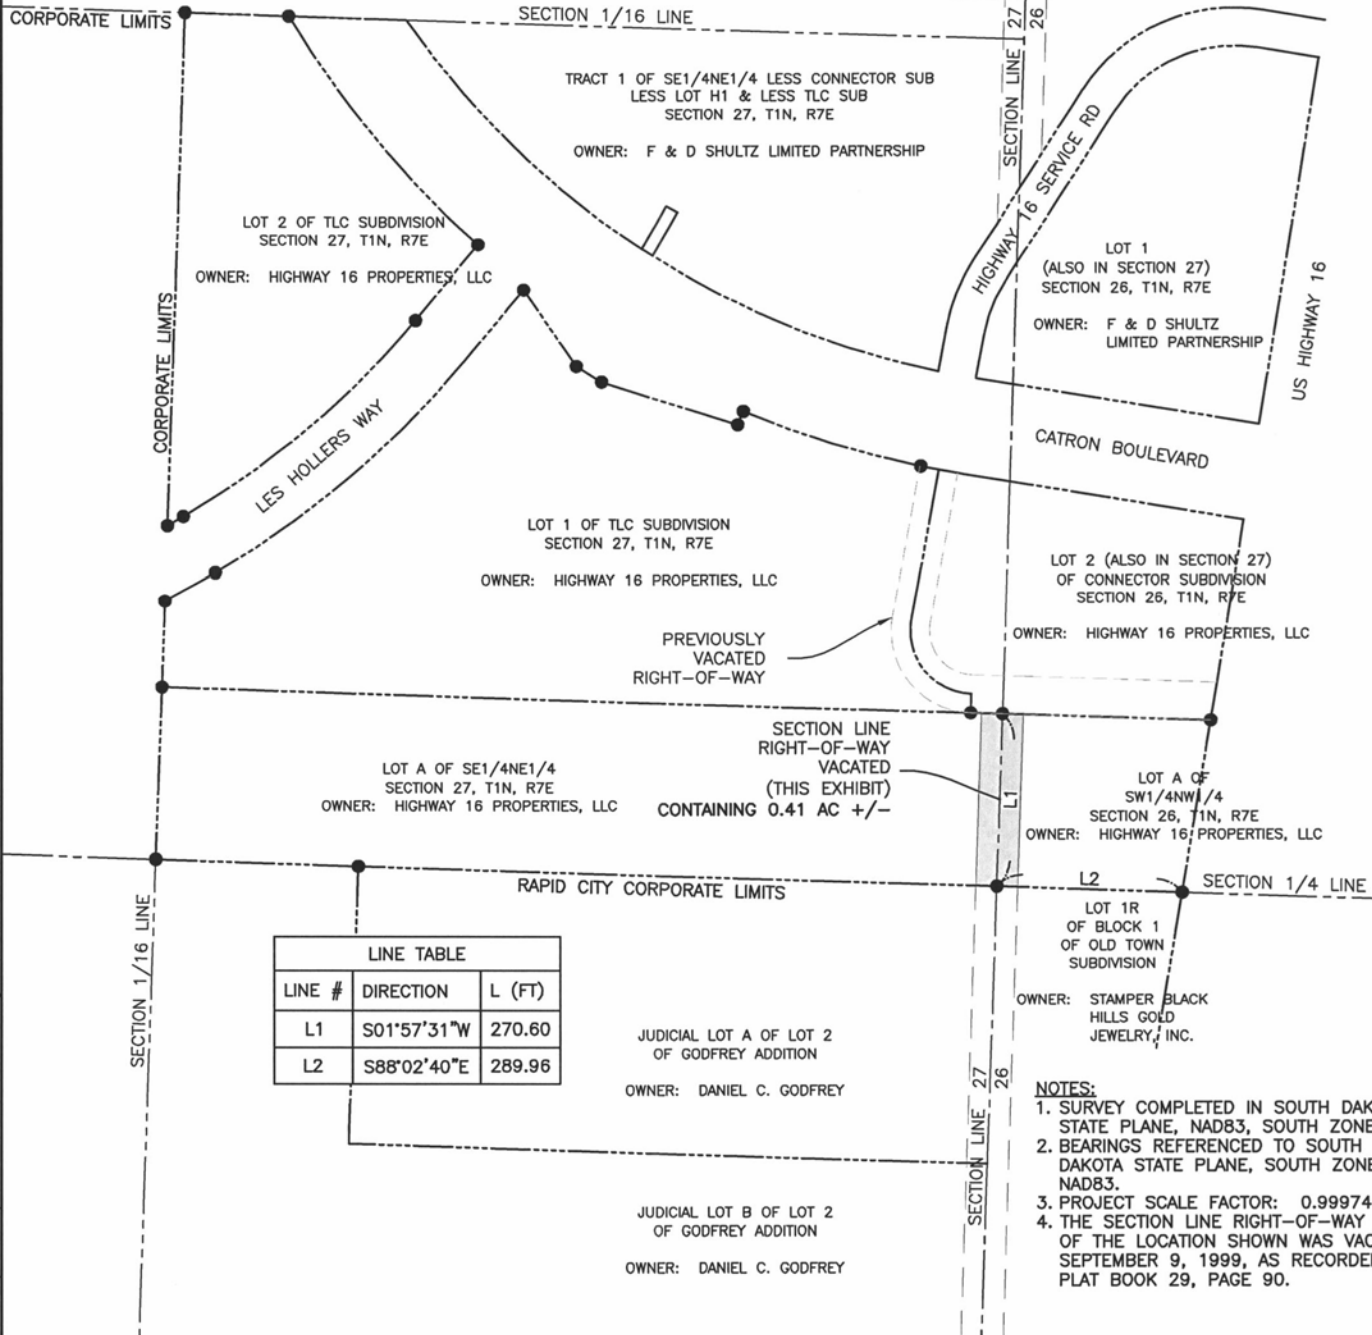 CORPORATE LIMITS
SECTION 1/16 LINE
27
26
SECTION LINE
TRACT 1 OF SE1/4NE1/4 LESS CONNECTOR SUB
LESS LOT H1 & LESS TLC SUB
SECTION 27, T1N, R7E
OWNER: F & D SHULTZ LIMITED PARTNERSHIP
HIGHWAY 16 SERVICE RD
LOT 2 OF TLC SUBDIVISION
SECTION 27, T1N, R7E
OWNER: HIGHWAY 16 PROPERTIES, LLC
LOT 1
(ALSO IN SECTION 27)
SECTION 26, T1N, R7E
OWNER: F & D SHULTZ
LIMITED PARTNERSHIP
US HIGHWAY 16
CORPORATE LIMITS
LES HOLLERS WAY
CATRON BOULEVARD
LOT 1 OF TLC SUBDIVISION
SECTION 27, T1N, R7E
OWNER: HIGHWAY 16 PROPERTIES, LLC
LOT 2 (ALSO IN SECTION 27)
OF CONNECTOR SUBDIVISION
SECTION 26, T1N, R7E
OWNER: HIGHWAY 16 PROPERTIES, LLC
PREVIOUSLY
VACATED
RIGHT-OF-WAY
SECTION LINE
RIGHT-OF-WAY
VACATED
(THIS EXHIBIT)
CONTAINING 0.41 AC +/-
L1
LOT A OF SE1/4NE1/4
SECTION 27, T1N, R7E
OWNER: HIGHWAY 16 PROPERTIES, LLC
LOT A OF
SW1/4NW1/4
SECTION 26, T1N, R7E
OWNER: HIGHWAY 16 PROPERTIES, LLC
RAPID CITY CORPORATE LIMITS
L2
SECTION 1/4 LINE
SECTION 1/16 LINE
LOT 1R
OF BLOCK 1
OF OLD TOWN
SUBDIVISION
OWNER: STAMPER BLACK
HILLS GOLD
JEWELRY, INC.
LINE TABLE
LINE # DIRECTION L (FT)
L1 S01°57'31"W 270.60
L2 S88°02'40"E 289.96
JUDICIAL LOT A OF LOT 2
OF GODFREY ADDITION
OWNER: DANIEL C. GODFREY
27
26
SECTION LINE
JUDICIAL LOT B OF LOT 2
OF GODFREY ADDITION
OWNER: DANIEL C. GODFREY
NOTES:
1. SURVEY COMPLETED IN SOUTH DAK
STATE PLANE, NAD83, SOUTH ZONE
2. BEARINGS REFERENCED TO SOUTH
DAKOTA STATE PLANE, SOUTH ZONE
NAD83.
3. PROJECT SCALE FACTOR: 0.99974
4. THE SECTION LINE RIGHT-OF-WAY
OF THE LOCATION SHOWN WAS VAC
SEPTEMBER 9, 1999, AS RECORDE
PLAT BOOK 29, PAGE 90.